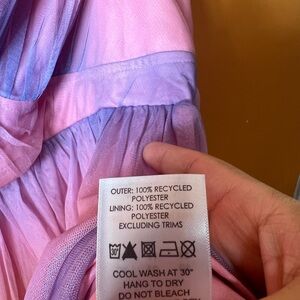 OUTER: 100% RECYCLED
POLYESTER
LINING: 100% RECYCLED
POLYESTER
EXCLUDING TRIMS
COOL WASH AT 30°
HANG TO DRY
DO NOT BLEACH